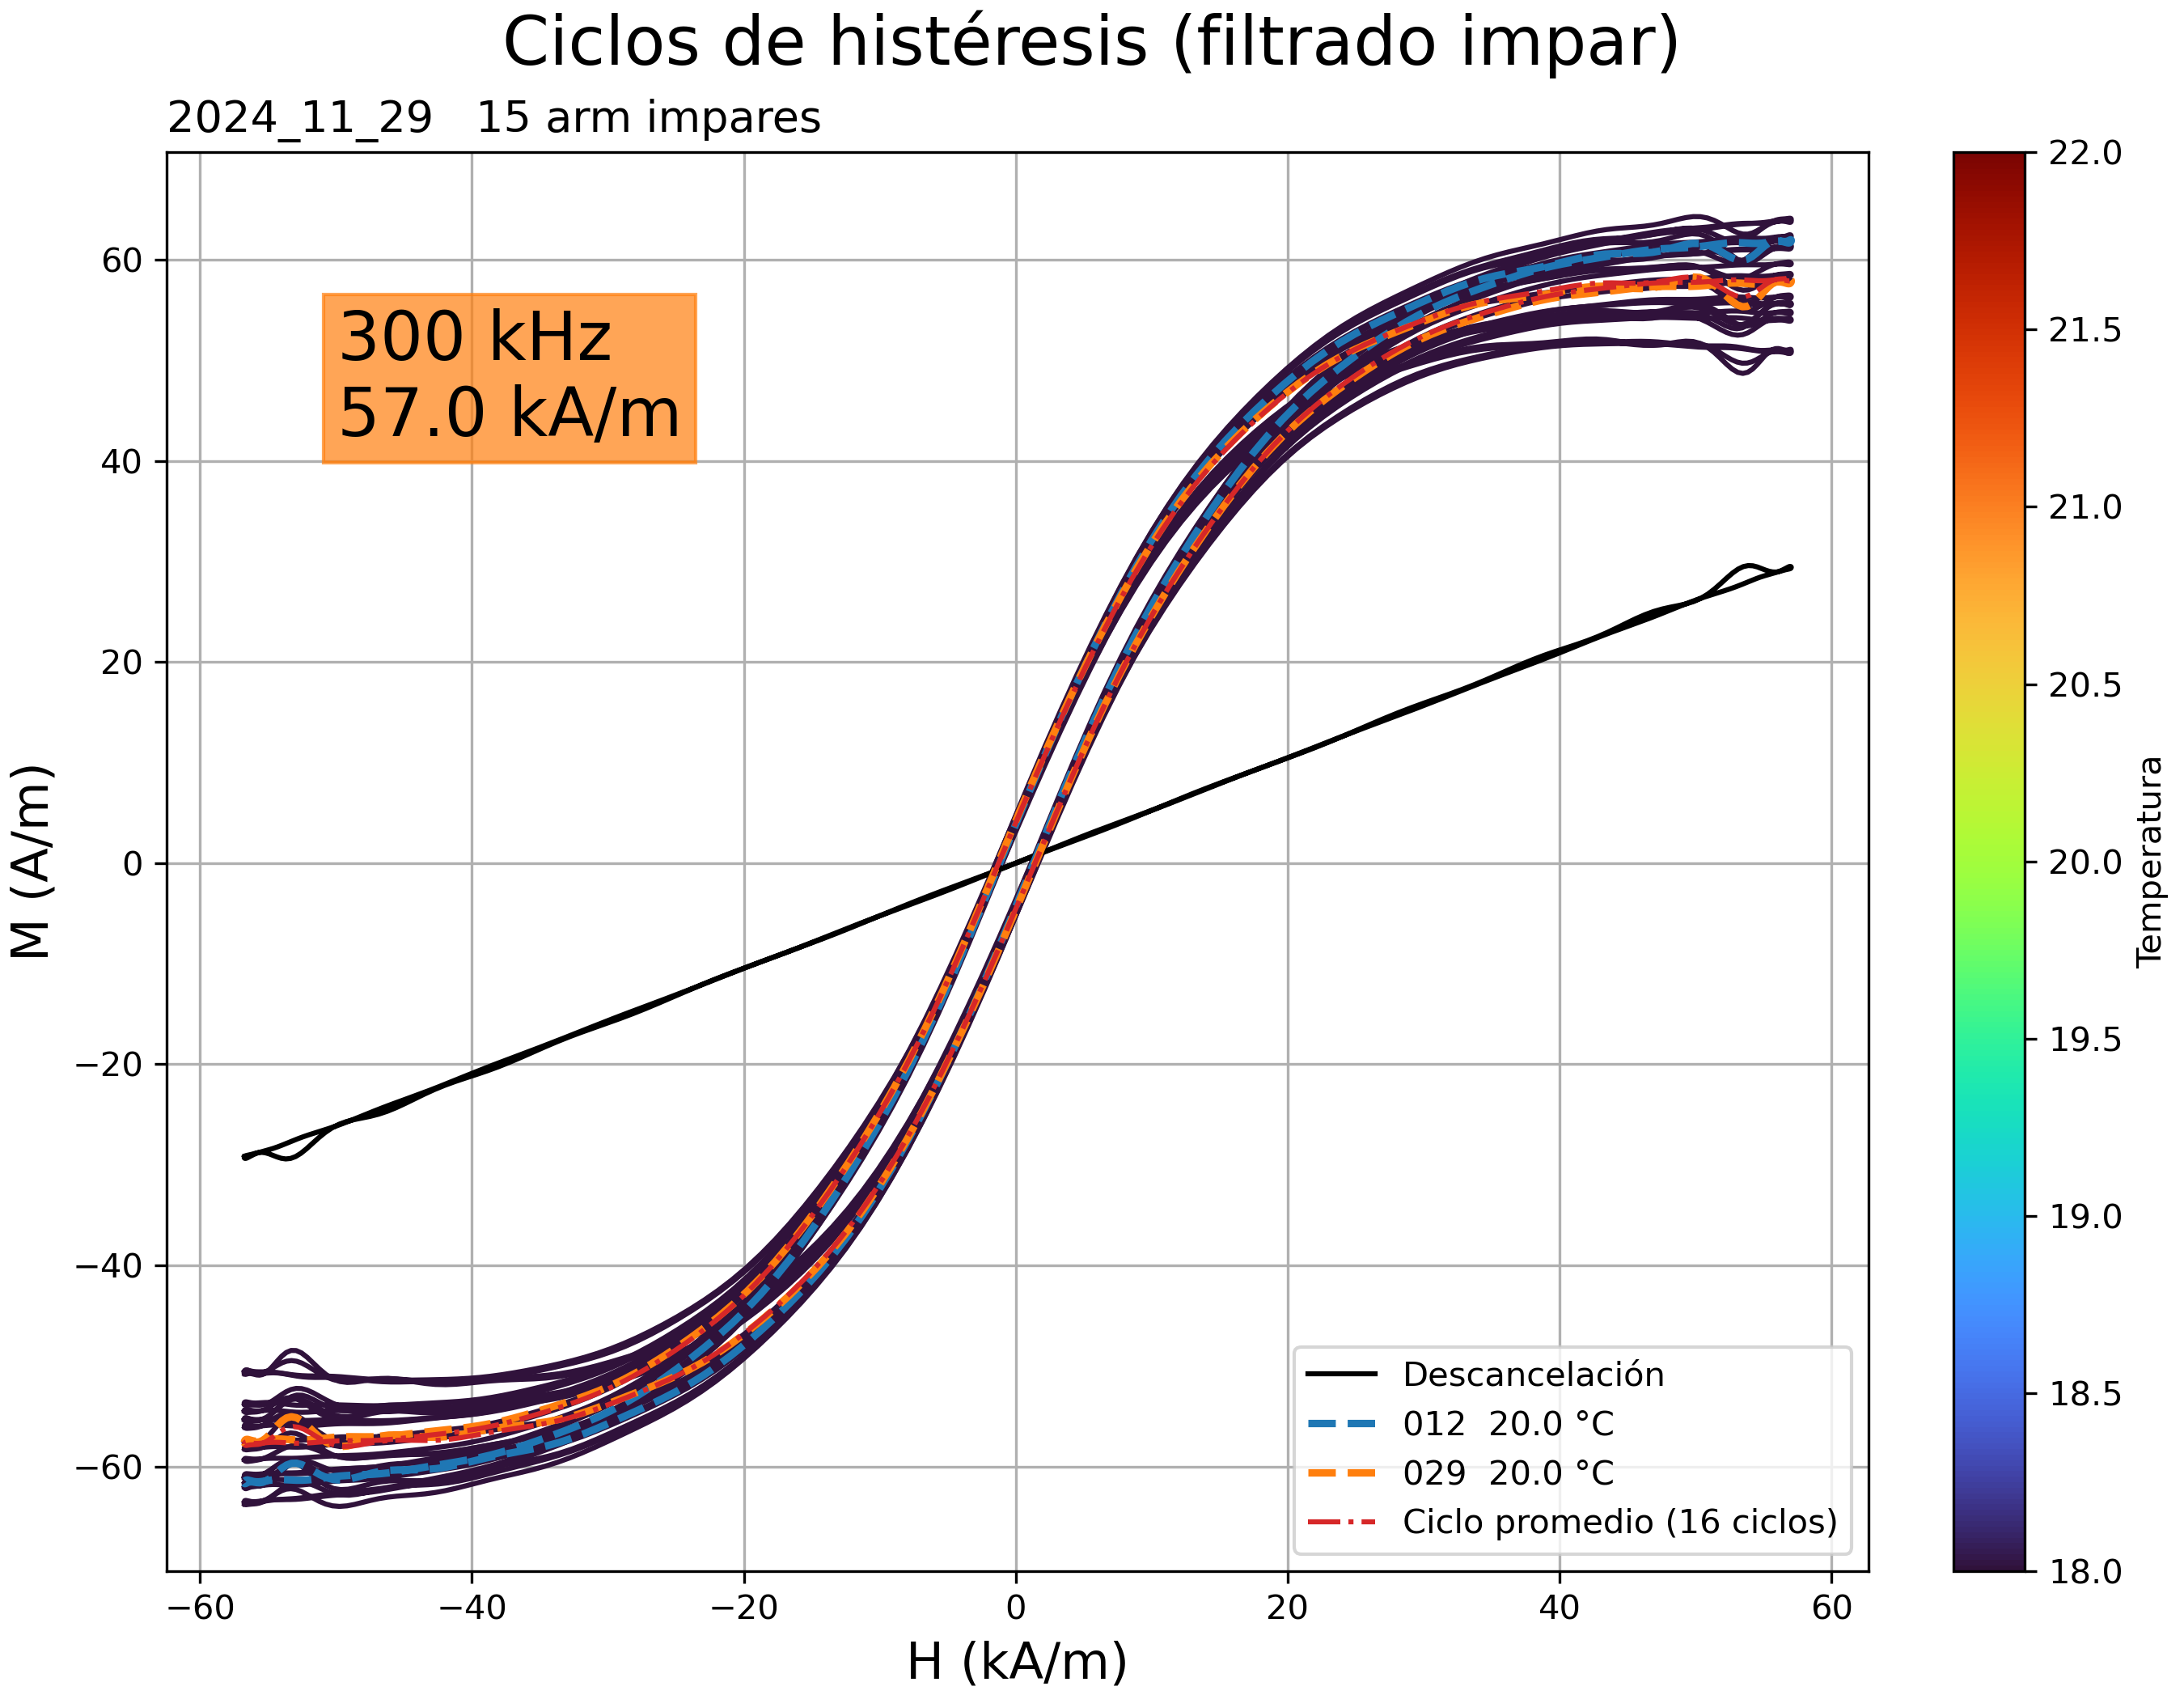 Ciclos de histéresis (filtrado impar)
2024_11_29   15 arm impares
300 kHz
57.0 kA/m
M (A/m)
60
40
20
0
−20
−40
−60
−60
−40
−20
0
20
40
60
H (kA/m)
Descancelación
012  20.0 °C
029  20.0 °C
Ciclo promedio (16 ciclos)
22.0
21.5
21.0
20.5
20.0
19.5
19.0
18.5
18.0
Temperatura